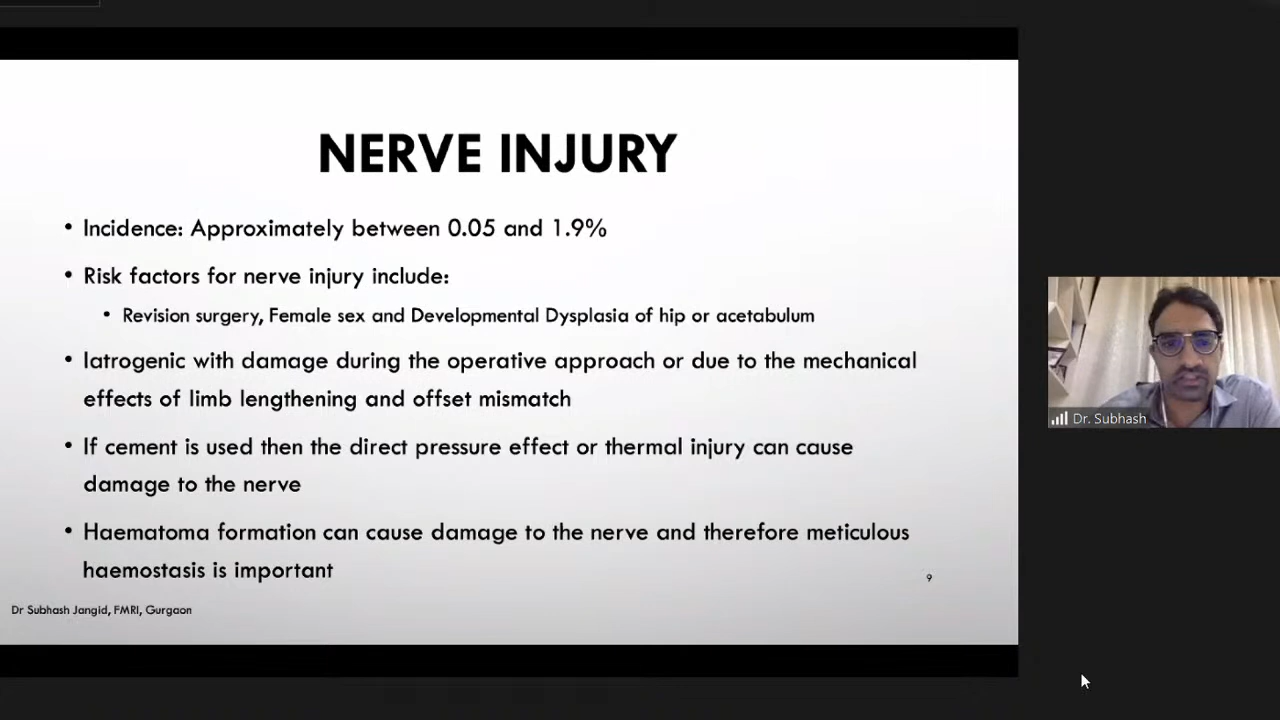 NERVE INJURY
• Incidence: Approximately between 0.05 and 1.9%
• Risk factors for nerve injury include:
• Revision surgery, Female sex and Developmental Dysplasia of hip or acetabulum
• Iatrogenic with damage during the operative approach or due to the mechanical
effects of limb lengthening and offset mismatch
• If cement is used then the direct pressure effect or thermal injury can cause
damage to the nerve
• Haematoma formation can cause damage to the nerve and therefore meticulous
haemostasis is important
9
Dr Subhash Jangid, FMRI, Gurgaon
Dr. Subhash